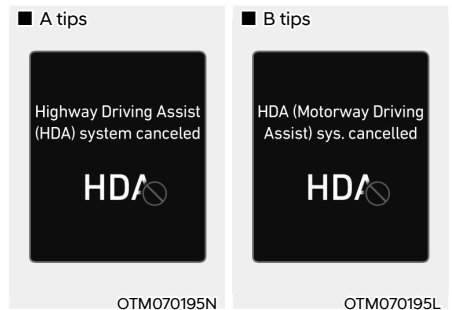 ■ A tips
Highway Driving Assist
(HDA) system canceled
HDA
OTM070195N
■ B tips
HDA (Motorway Driving
Assist) sys. cancelled
HDA
OTM070195L